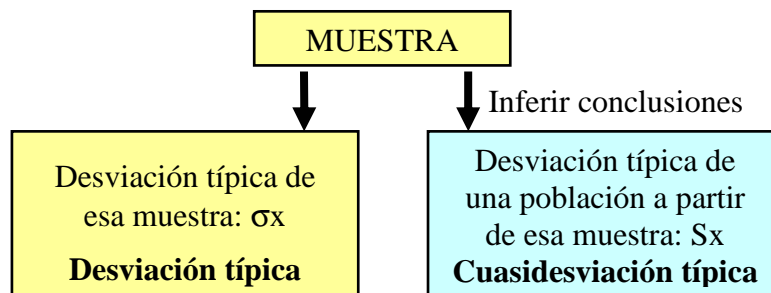 MUESTRA
Inferir conclusiones
Desviación típica de
esa muestra: σx
Desviación típica
Desviación típica de
una población a partir
de esa muestra: Sx
Cuasidesviación típica